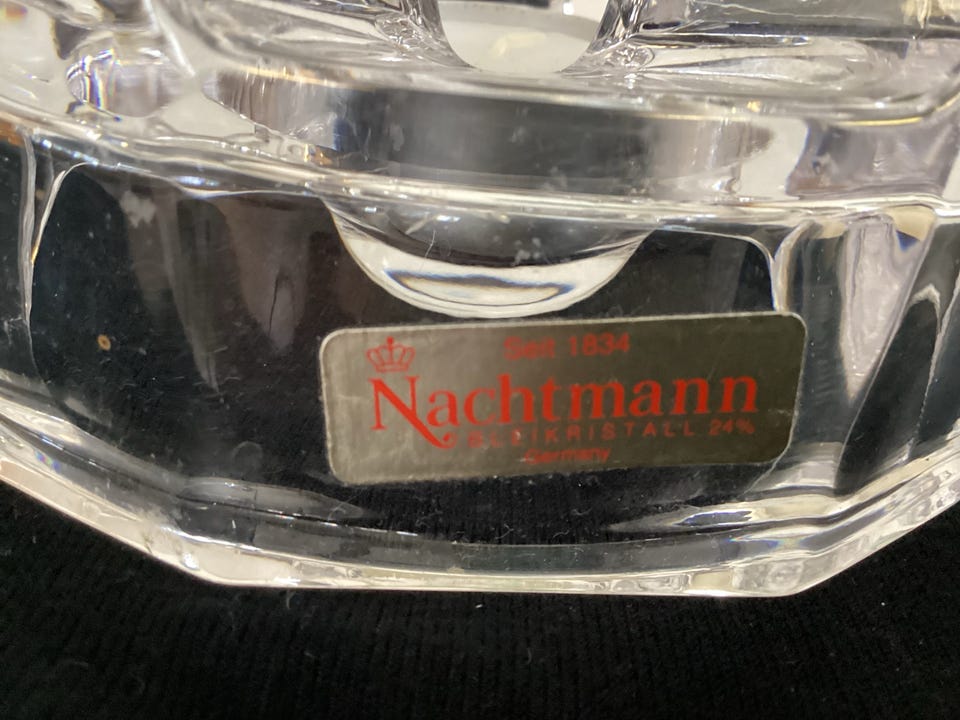 Seit 1834
Nachtmann
BLEIKRISTALL 24%
Germany